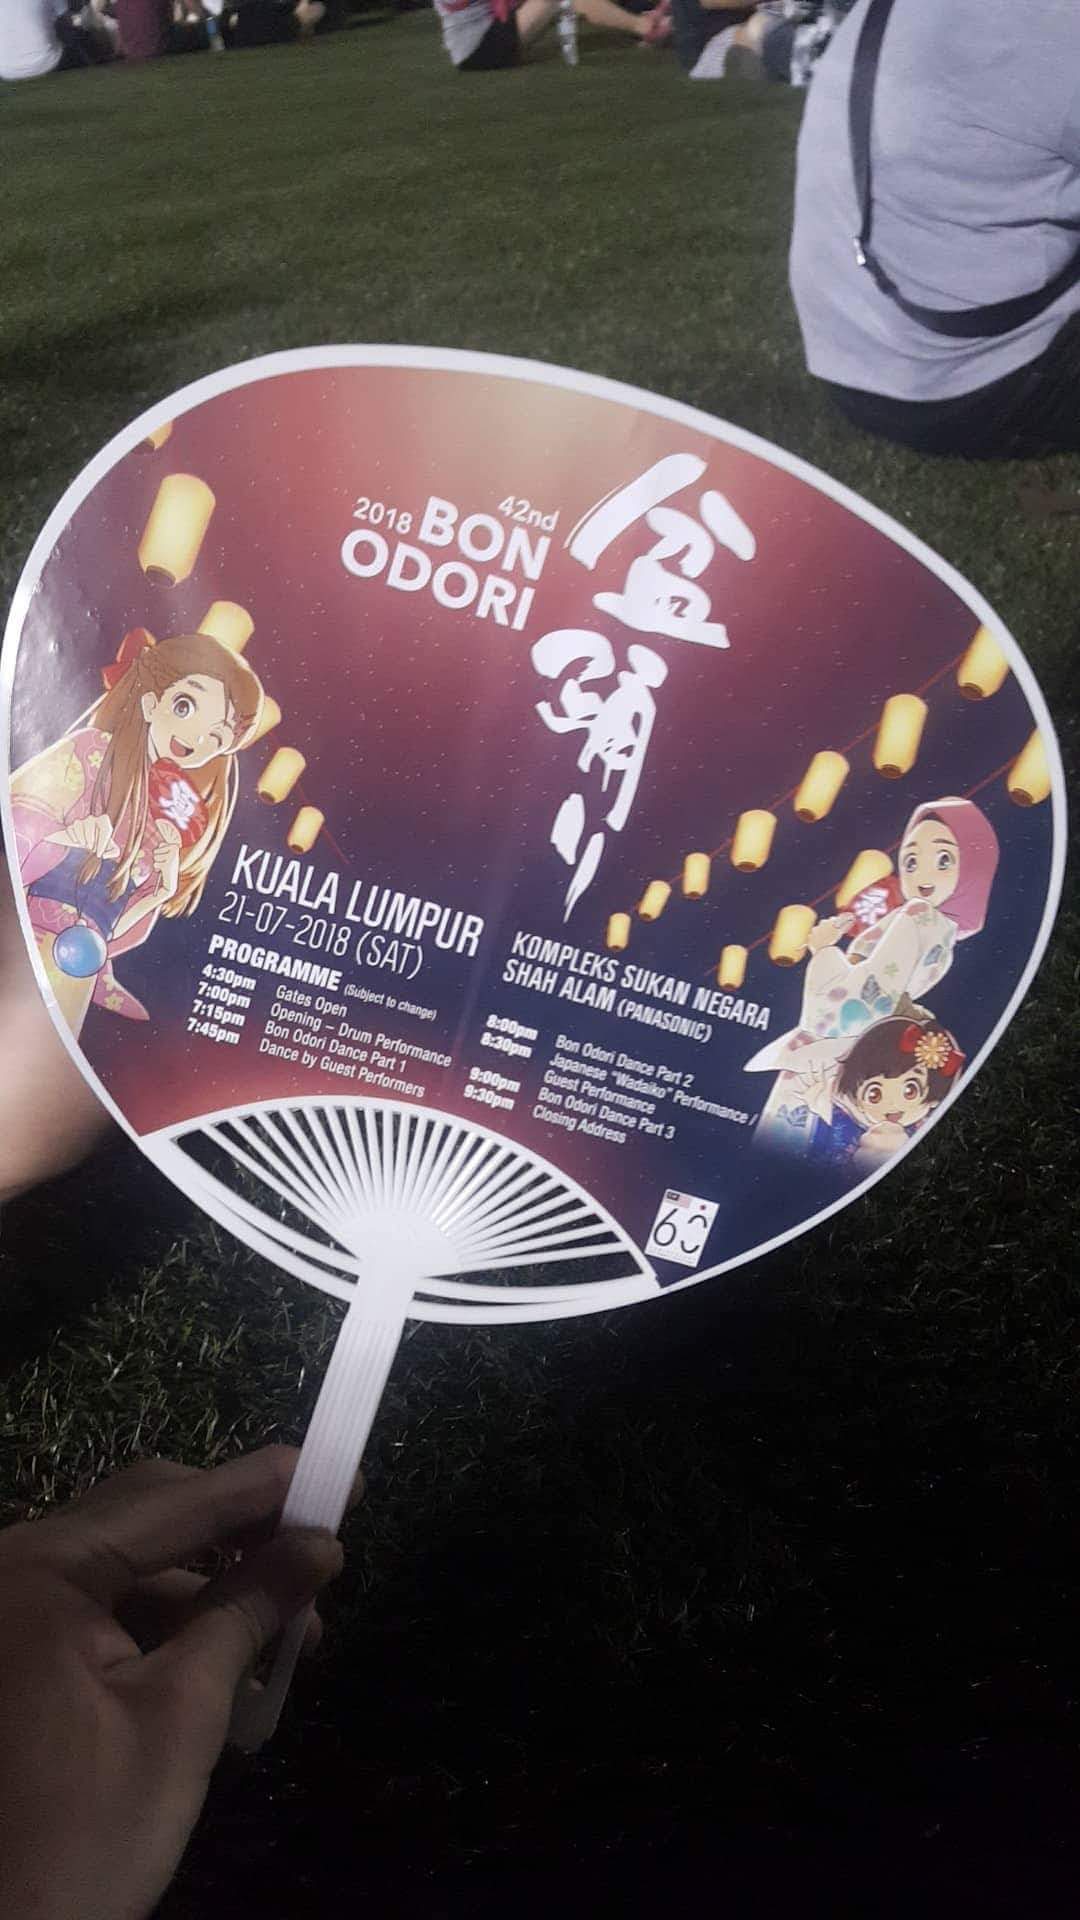 42nd
2018 BON
ODORI
盆踊り
KUALA LUMPUR
21-07-2018 (SAT)
PROGRAMME (Subject to change)
4:30pm Gates Open
7:00pm Opening – Drum Performance
7:15pm Bon Odori Dance Part 1
7:45pm Dance by Guest Performers
KOMPLEKS SUKAN NEGARA
SHAH ALAM (PANASONIC)
8:00pm Bon Odori Dance Part 2
8:30pm Japanese "Wadaiko" Performance /
Guest Performance
9:00pm Bon Odori Dance Part 3
9:30pm Closing Address
60